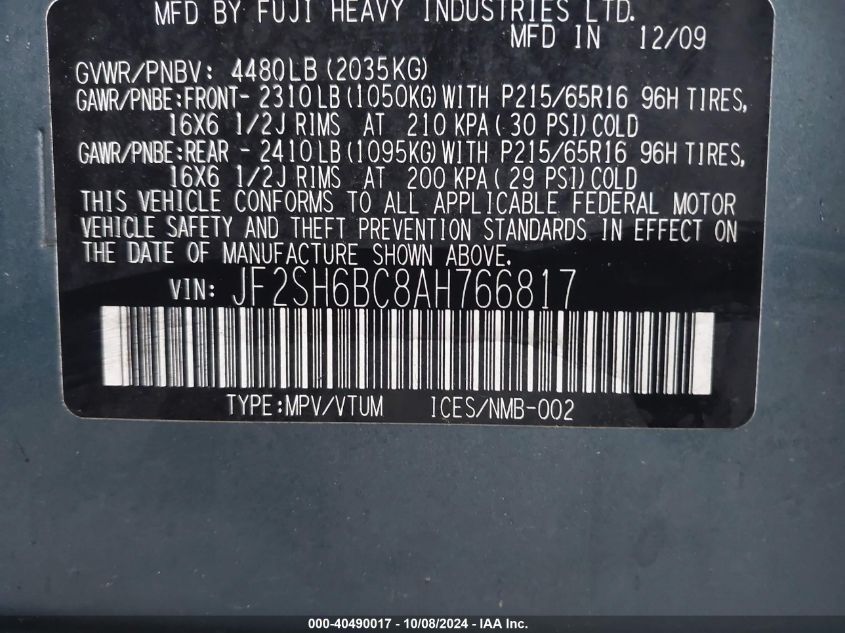 MFD BY FUJI HEAVY INDUSTRIES LTD.
MFD IN 12/09
GVWR/PNBV: 4480LB (2035KG)
GAWR/PNBE:FRONT- 2310 LB (1050KG) WITH P215/65R16 96H TIRES,
16X6 1/2J RIMS AT 210 KPA ( 30 PSI) COLD
GAWR/PNBE:REAR - 2410 LB (1095KG) WITH P215/65R16 96H TIRES,
16X6 1/2J RIMS AT 200 KPA ( 29 PSI) COLD
THIS VEHICLE CONFORMS TO ALL APPLICABLE FEDERAL MOTOR
VEHICLE SAFETY AND THEFT PREVENTION STANDARDS IN EFFECT ON
THE DATE OF MANUFACTURE SHOWN ABOVE.
VIN: JF2SH6BC8AH766817
TYPE:MPV/VTUM ICES/NMB-002
000-40490017 - 10/08/2024 - IAA Inc.